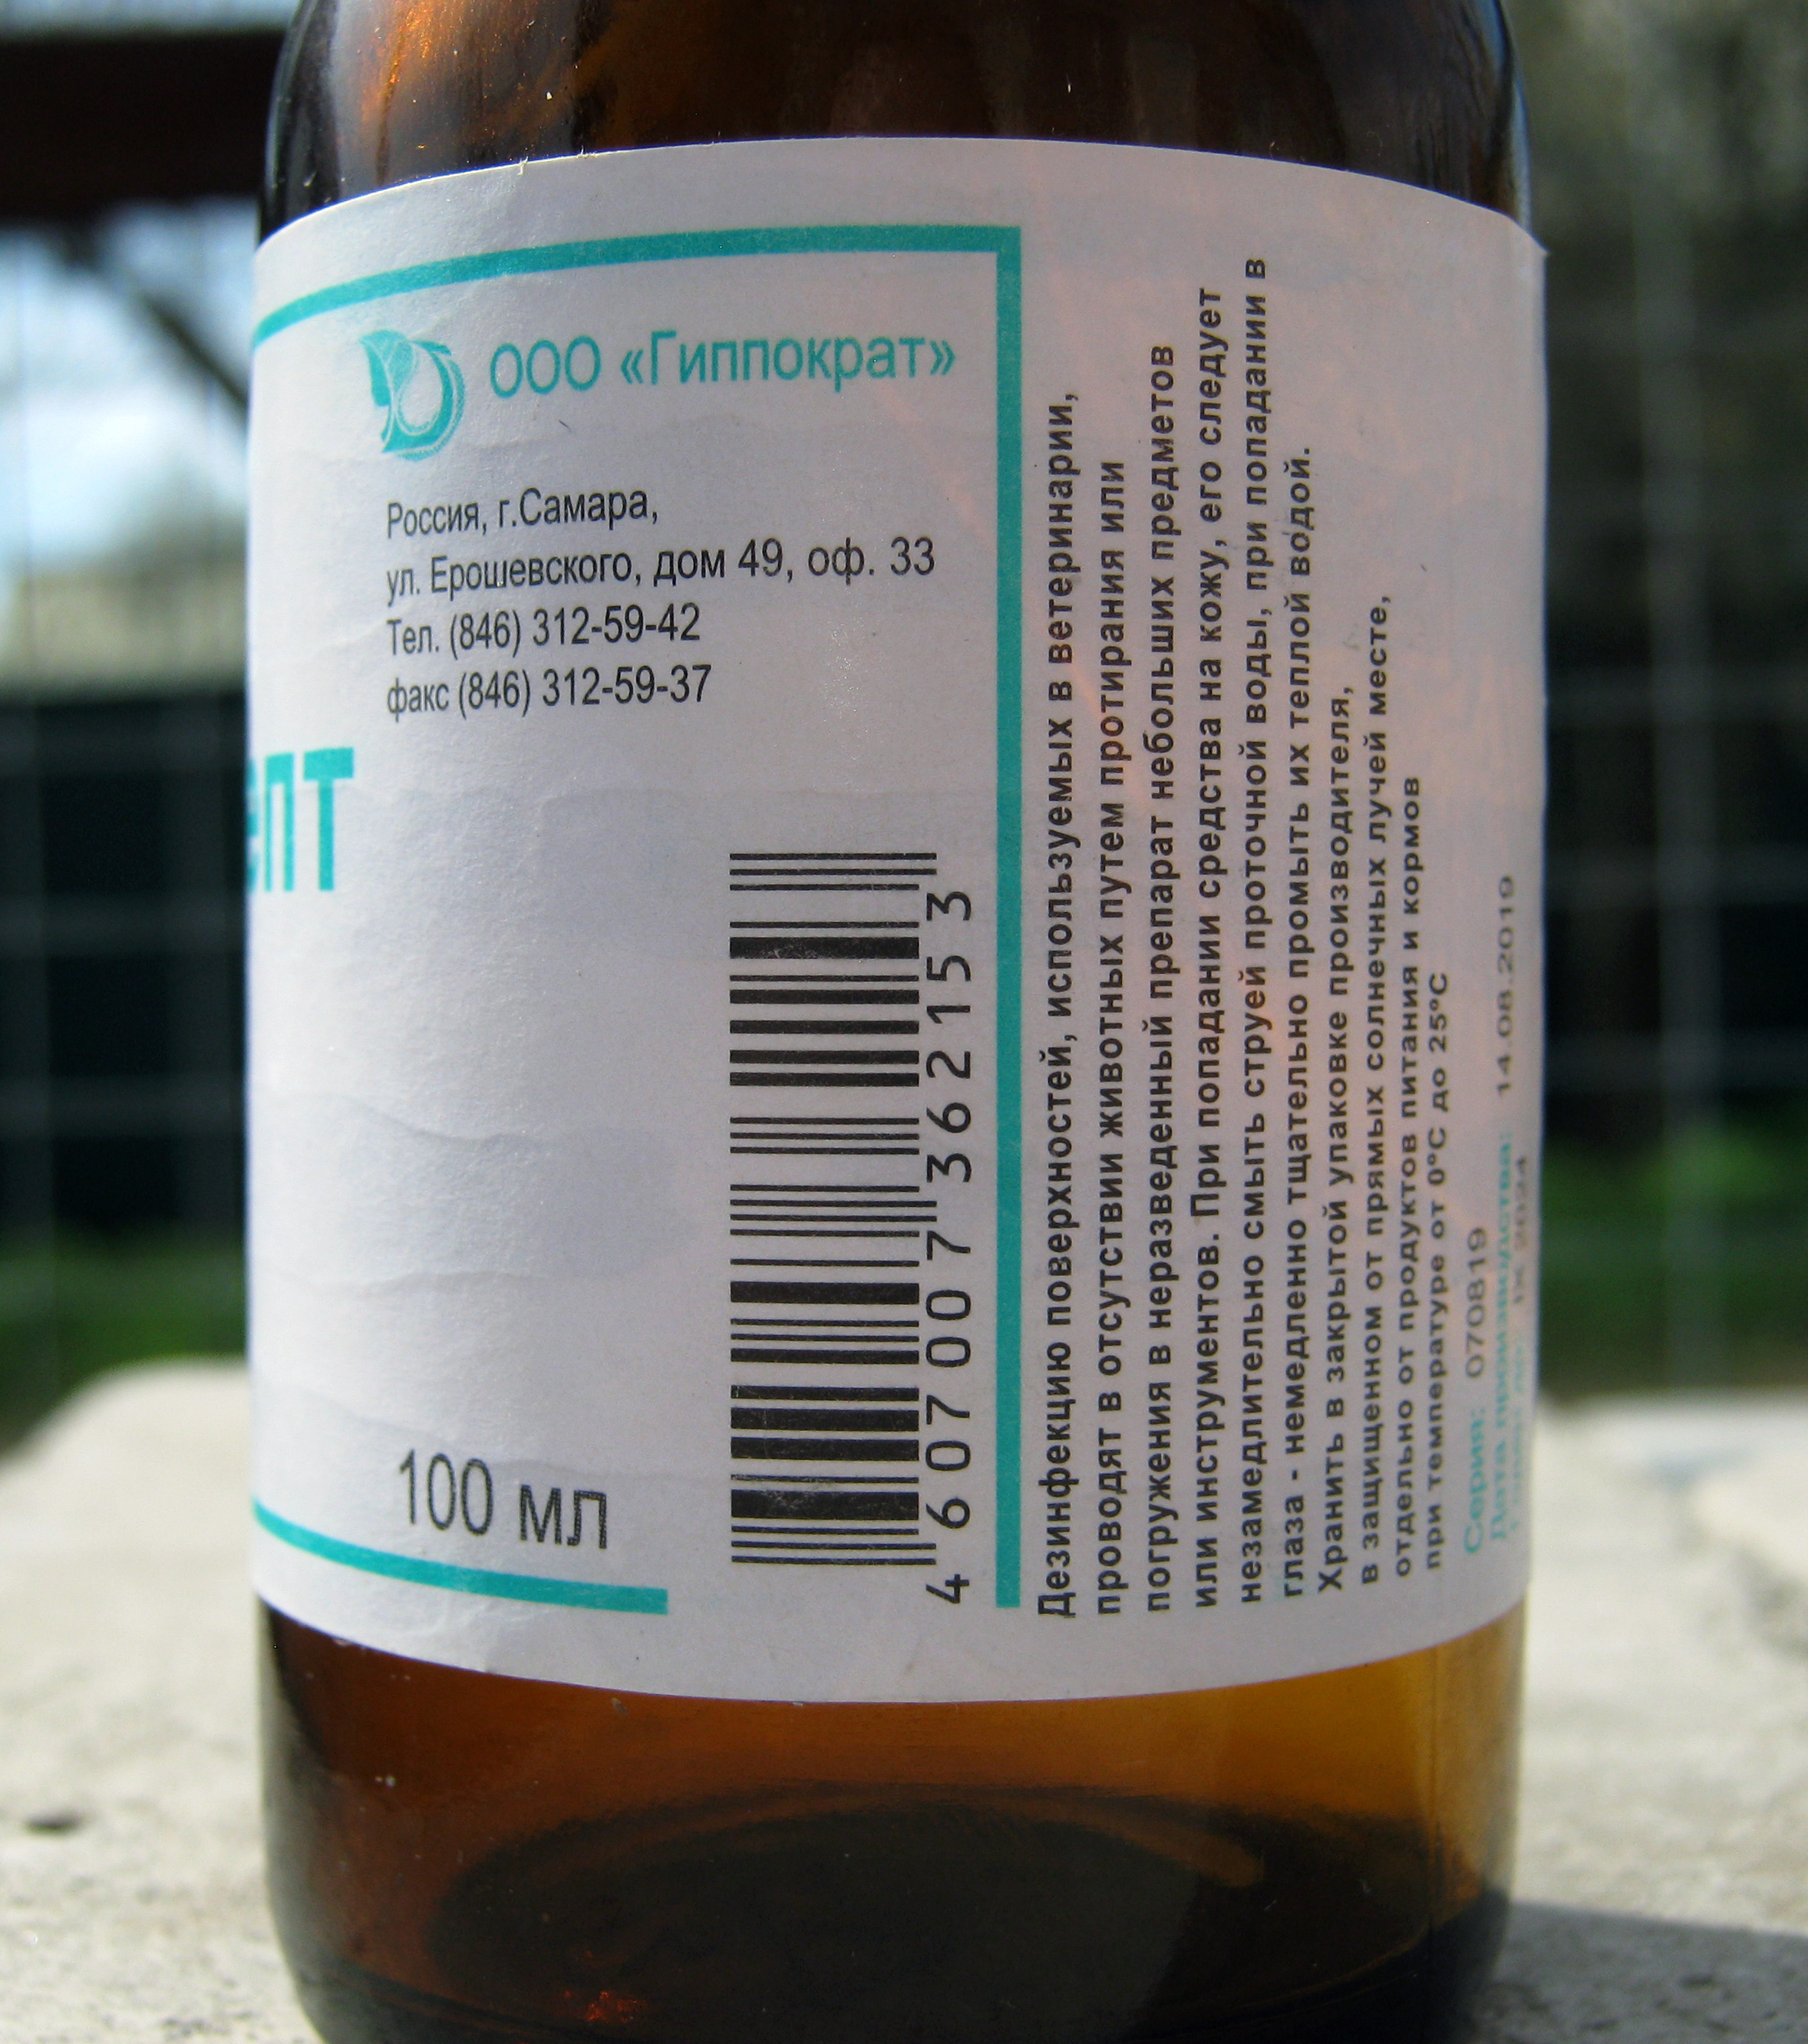 ООО «Гиппократ»
Россия, г.Самара,
ул. Ерошевского, дом 49, оф. 33
Тел. (846) 312-59-42
факс (846) 312-59-37
епт
100 мл
4 607007 362153
Дезинфекцию поверхностей, используемых в ветеринарии,
проводят в отсутствии животных путем протирания или
погружения в неразведенный препарат небольших предметов
или инструментов. При попадании средства на кожу, его следует
незамедлительно смыть струей проточной воды, при попадании в
глаза - немедленно тщательно промыть их теплой водой.
Хранить в закрытой упаковке производителя,
в защищенном от прямых солнечных лучей месте,
отдельно от продуктов питания и кормов
при температуре от 0°C до 25°C
Серия: 070819
Дата производства: 14.08.2019
IX 2024